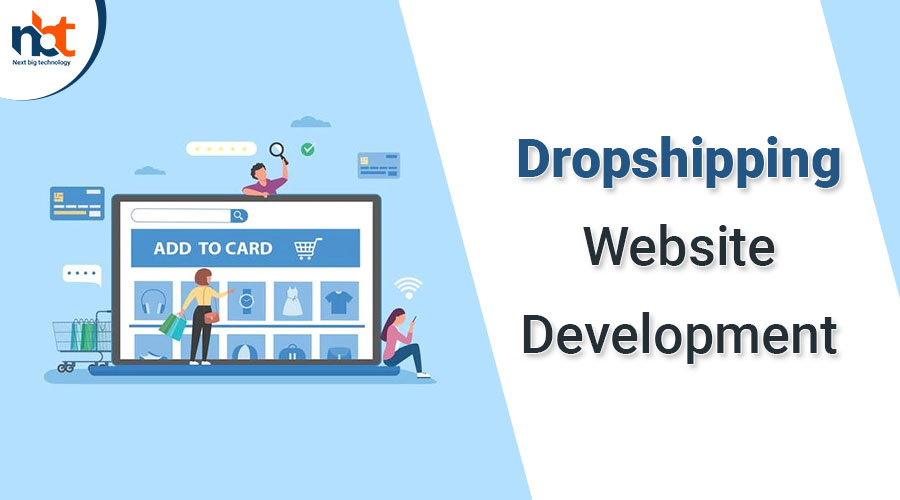 nbt
Next big technology
ADD TO CARD
Dropshipping
Website
Development